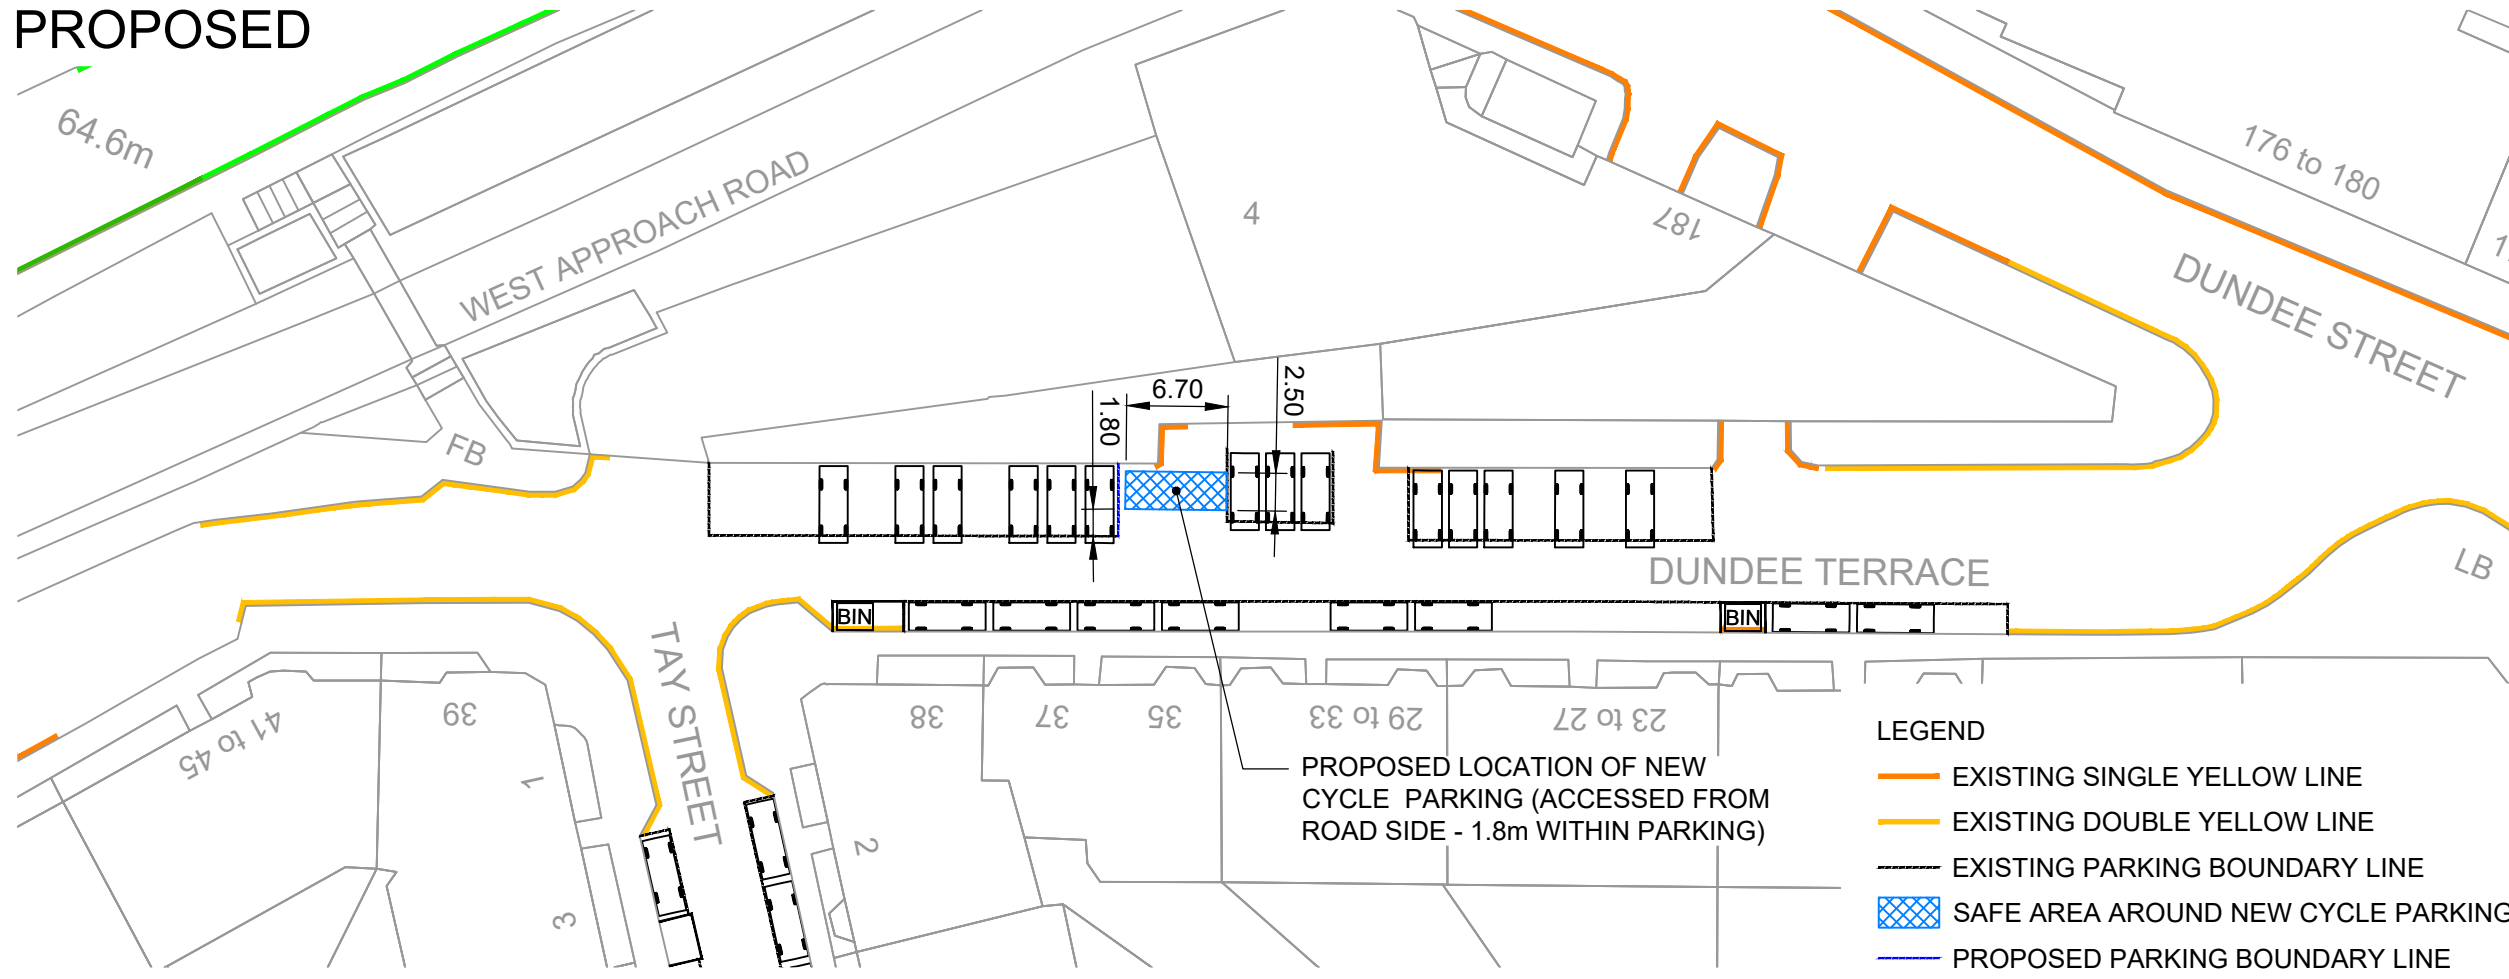 PROPOSED
64.6m
WEST APPROACH ROAD
4
187
176 to 180
DUNDEE STREET
6.70
2.50
1.80
FB
DUNDEE TERRACE
LB
BIN
BIN
TAY STREET
41 to 45
39
38
37
35
29 to 33
23 to 27
1
2
3
PROPOSED LOCATION OF NEW
CYCLE PARKING (ACCESSED FROM
ROAD SIDE - 1.8m WITHIN PARKING)
LEGEND
EXISTING SINGLE YELLOW LINE
EXISTING DOUBLE YELLOW LINE
EXISTING PARKING BOUNDARY LINE
SAFE AREA AROUND NEW CYCLE PARKING
PROPOSED PARKING BOUNDARY LINE